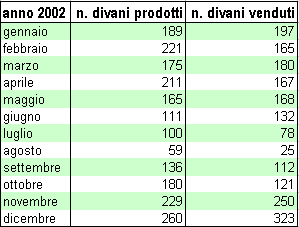 anno 2002 n. divani prodotti n. divani venduti
gennaio 189 197
febbraio 221 165
marzo 175 180
aprile 211 167
maggio 165 168
giugno 111 132
luglio 100 78
agosto 59 25
settembre 136 112
ottobre 180 121
novembre 229 250
dicembre 260 323